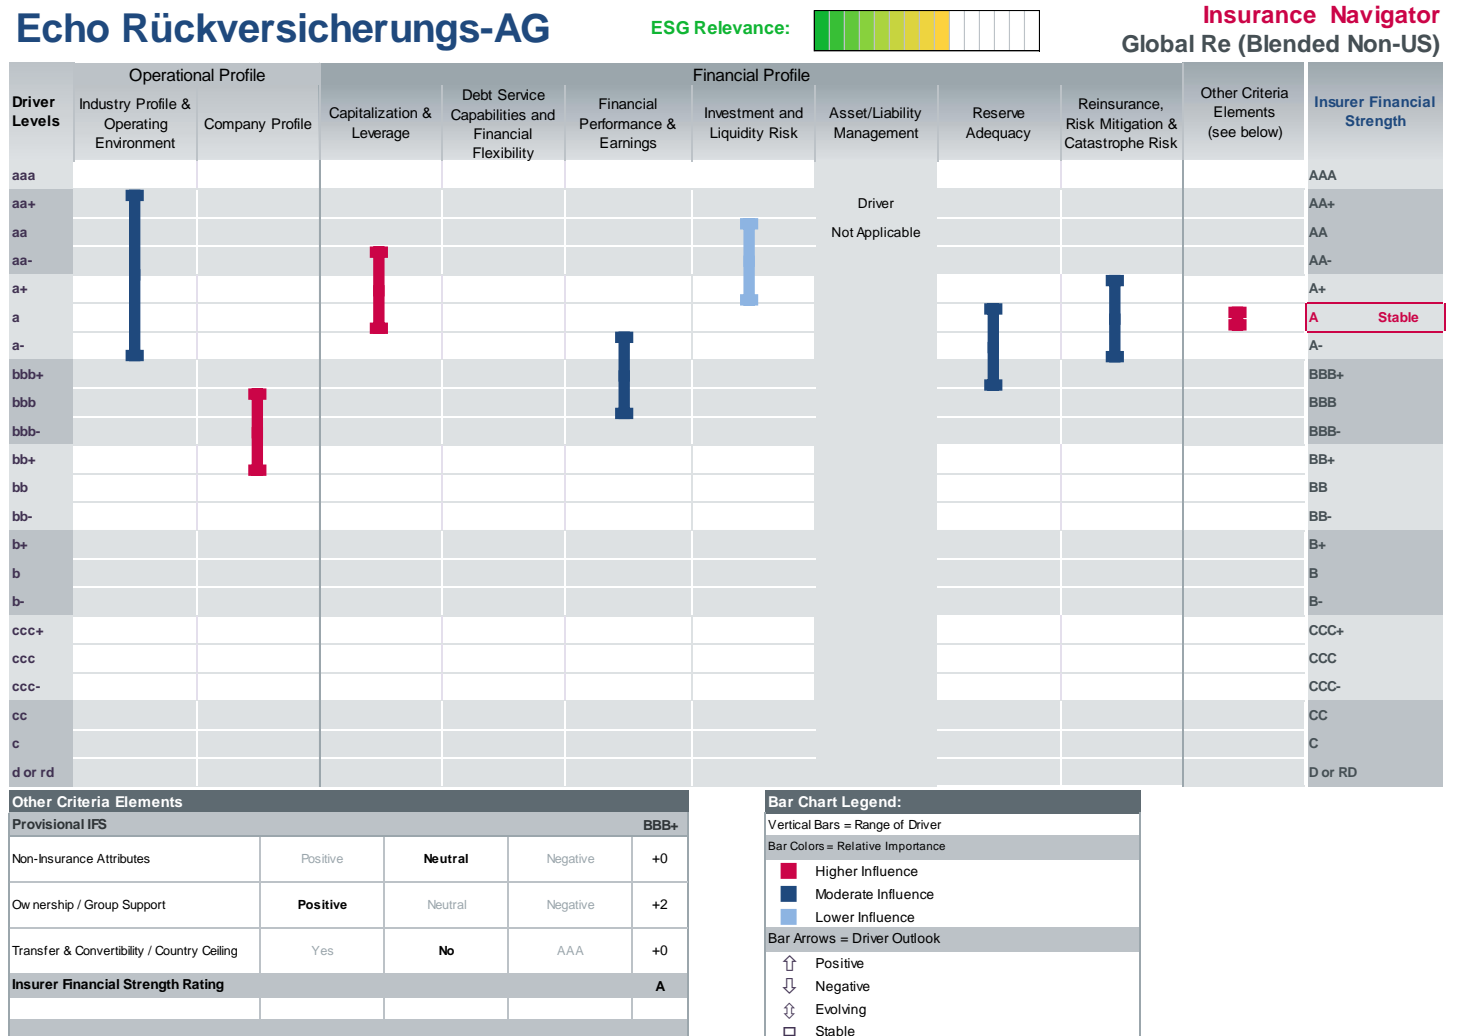 Echo Rückversicherungs-AG
ESG Relevance:
Insurance Navigator
Global Re (Blended Non-US)
Operational Profile
Financial Profile
Driver
Levels
Industry Profile &
Operating
Environment
Company Profile
Capitalization &
Leverage
Debt Service
Capabilities and
Financial
Flexibility
Financial
Performance &
Earnings
Investment and
Liquidity Risk
Asset/Liability
Management
Reserve
Adequacy
Reinsurance,
Risk Mitigation &
Catastrophe Risk
Other Criteria
Elements
(see below)
Insurer Financial
Strength
aaa AAA
aa+ Driver AA+
aa Not Applicable AA
aa- AA-
a+ A+
a A Stable
a- A-
bbb+ BBB+
bbb BBB
bbb- BBB-
bb+ BB+
bb BB
bb- BB-
b+ B+
b B
b- B-
ccc+ CCC+
ccc CCC
ccc- CCC-
cc CC
c C
d or rd D or RD
Other Criteria Elements
Provisional IFS BBB+
Non-Insurance Attributes Positive Neutral Negative +0
Ownership / Group Support Positive Neutral Negative +2
Transfer & Convertibility / Country Ceiling Yes No AAA +0
Insurer Financial Strength Rating A
Bar Chart Legend:
Vertical Bars = Range of Driver
Bar Colors = Relative Importance
Higher Influence
Moderate Influence
Lower Influence
Bar Arrows = Driver Outlook
Positive
Negative
Evolving
Stable